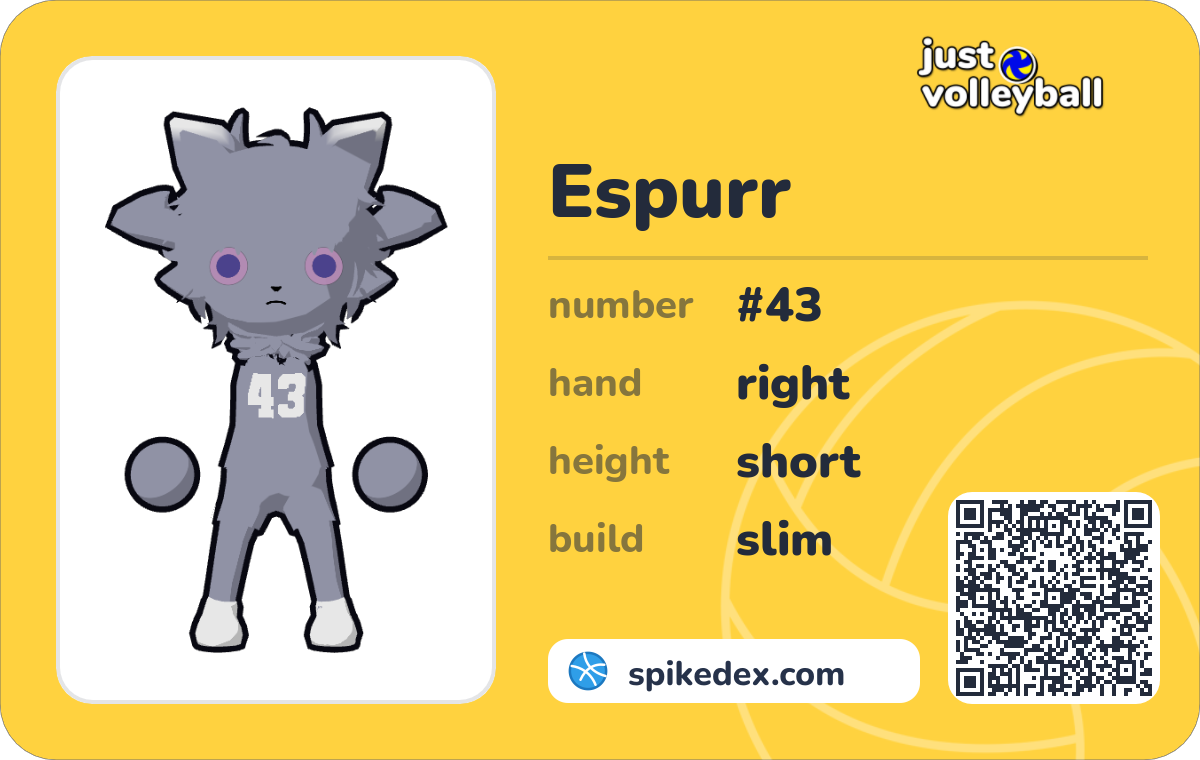 just
volleyball
Espurr
number #43
hand right
height short
build slim
43
spikedex.com